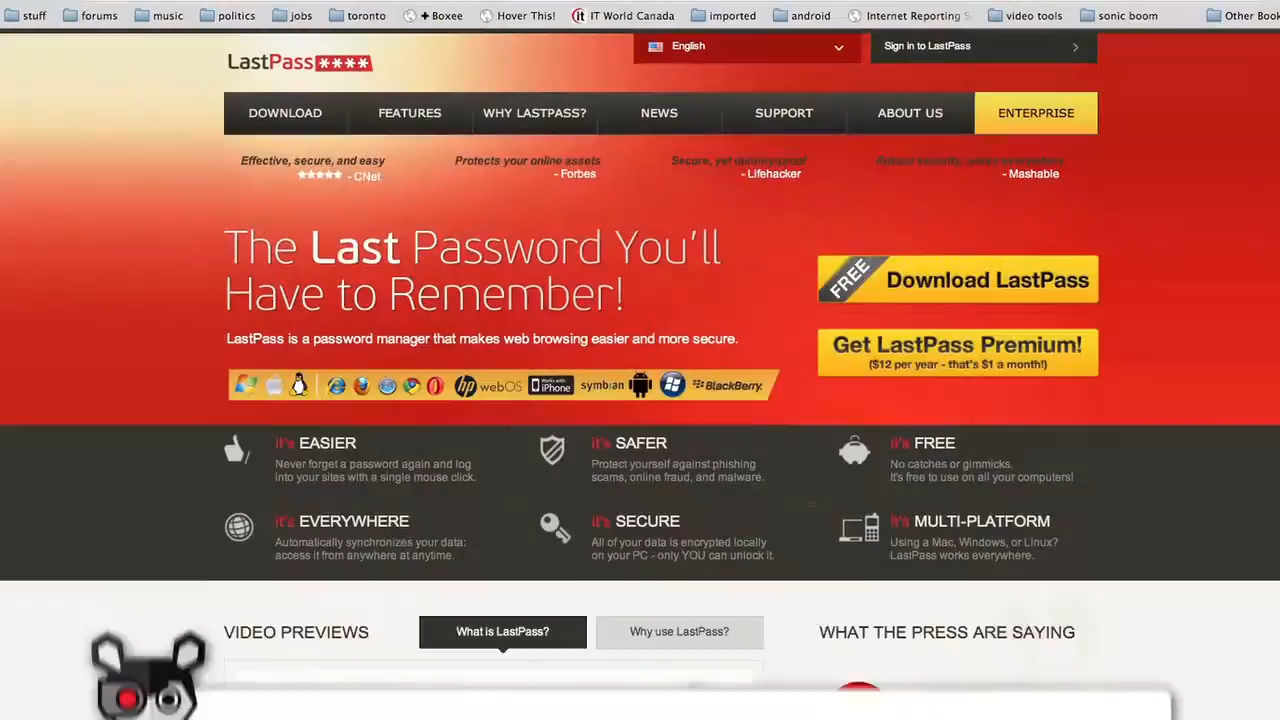 stuff forums music politics jobs toronto + Boxee Hover This! IT World Canada imported android Internet Reporting S video tools sonic boom Other Book
LastPass ****
English
Sign in to LastPass
DOWNLOAD FEATURES WHY LASTPASS? NEWS SUPPORT ABOUT US ENTERPRISE
Effective, secure, and easy
- CNet
Protects your online assets
- Forbes
Secure, yet
- Lifehacker
- Mashable
The Last Password You'll
Have to Remember!
LastPass is a password manager that makes web browsing easier and more secure.
FREE Download LastPass
Get LastPass Premium!
($12 per year - that's $1 a month!)
hp webOS Works with iPhone symbian BlackBerry.
it's EASIER
Never forget a password again and log
into your sites with a single mouse click.
it's SAFER
Protect yourself against phishing
scams, online fraud, and malware.
it's FREE
No catches or gimmicks.
It's free to use on all your computers!
it's EVERYWHERE
Automatically synchronizes your data:
access it from anywhere at anytime.
it's SECURE
All of your data is encrypted locally
on your PC - only YOU can unlock it.
it's MULTI-PLATFORM
Using a Mac, Windows, or Linux?
LastPass works everywhere.
VIDEO PREVIEWS
What is LastPass?
Why use LastPass?
WHAT THE PRESS ARE SAYING